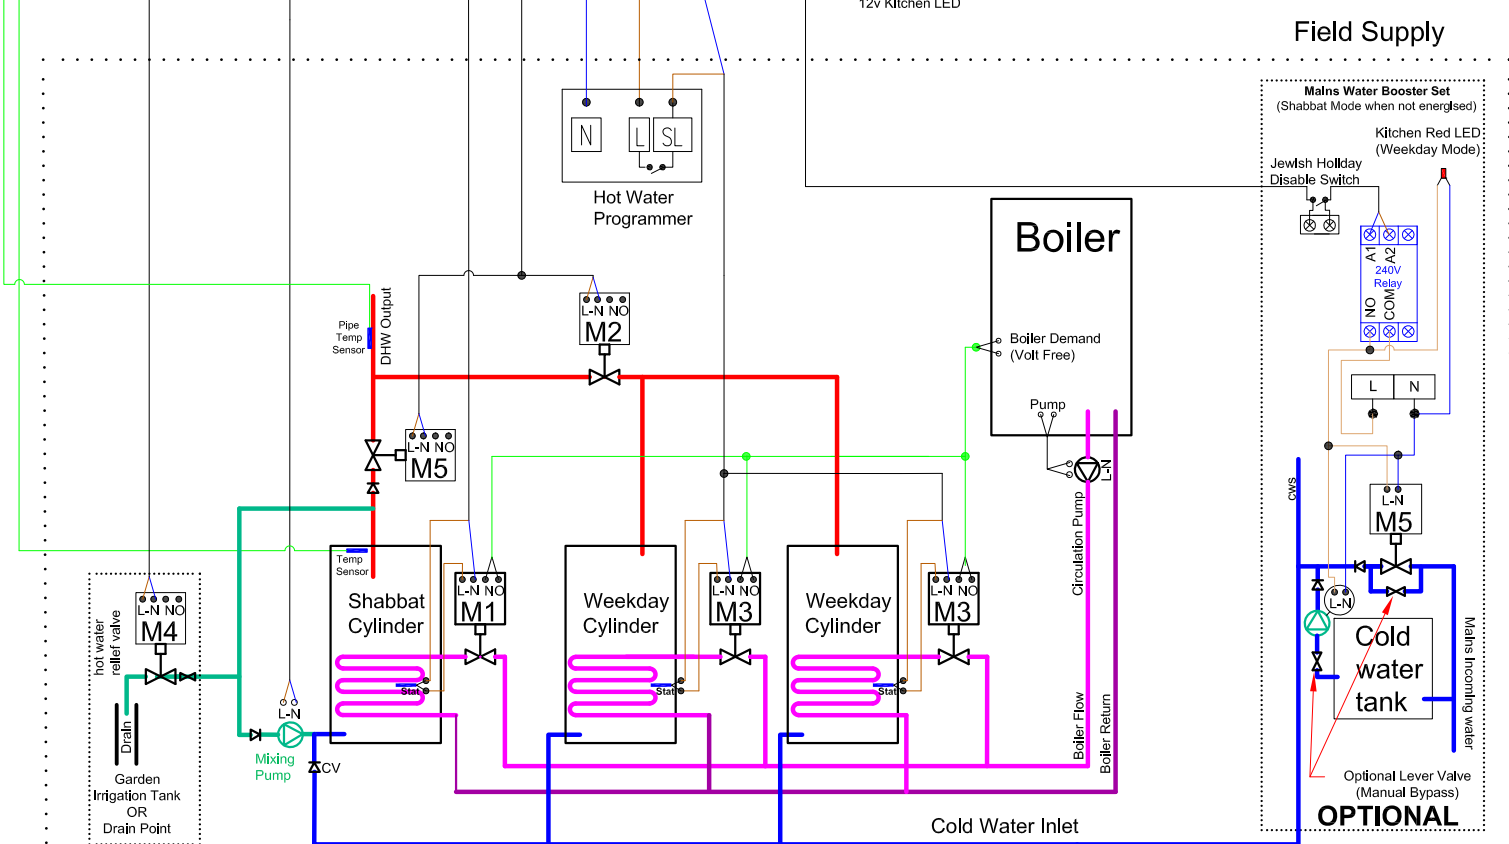 12v Kitchen LED
Field Supply
Mains Water Booster Set
(Shabbat Mode when not energised)
Kitchen Red LED
(Weekday Mode)
Jewish Holiday
Disable Switch
N
L
SL
Hot Water
Programmer
Boiler
A1
A2
240V
Relay
NO
COM
DHW Output
Pipe
Temp
Sensor
L-N NO
M2
Boiler Demand
(Volt Free)
L
N
Pump
L-N
L-N NO
M5
cws
L-N
M5
Circulation Pump
Temp
Sensor
Shabbat
Cylinder
L-N NO
M1
Weekday
Cylinder
L-N NO
M3
Weekday
Cylinder
L-N NO
M3
hot water
relief valve
L-N NO
M4
L-N
Cold
water
tank
Mains Incoming water
Stat
Stat
Stat
L-N
Drain
Mixing
Pump
CV
Boiler Flow
Boiler Return
Garden
Irrigation Tank
OR
Drain Point
Optional Lever Valve
(Manual Bypass)
OPTIONAL
Cold Water Inlet